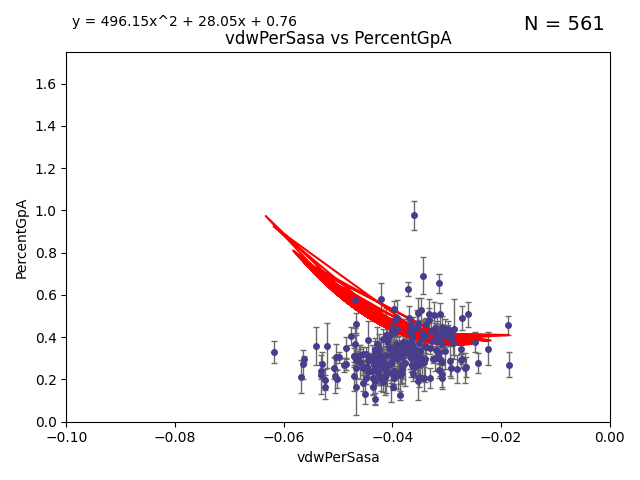 y = 496.15x^2 + 28.05x + 0.76
N = 561
vdwPerSasa vs PercentGpA
PercentGpA
1.6
1.4
1.2
1.0
0.8
0.6
0.4
0.2
0.0
−0.10 −0.08 −0.06 −0.04 −0.02 0.00
vdwPerSasa